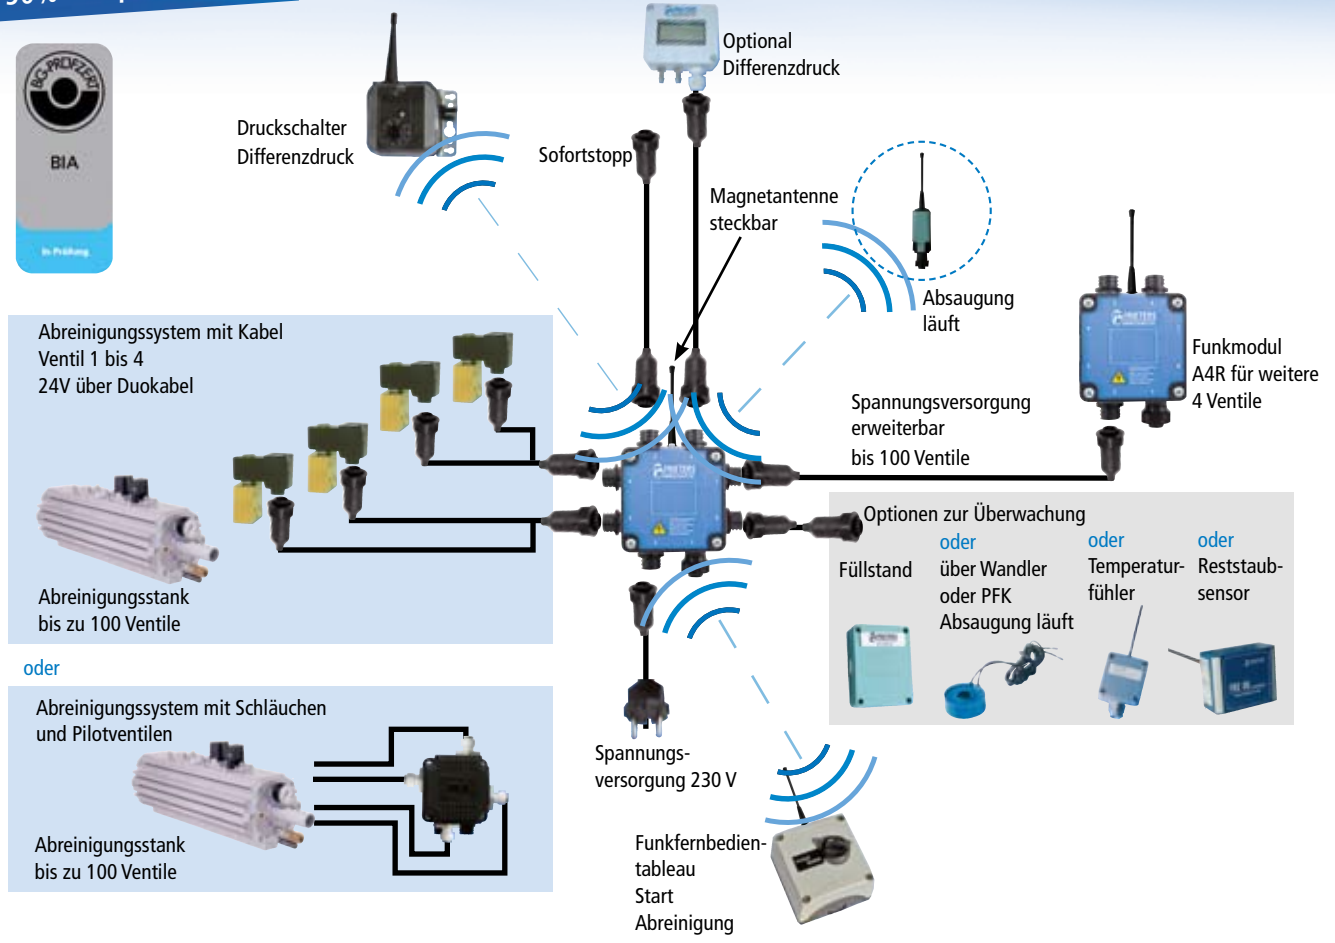 BG-PRÜFZERT
BIA
in Prüfung
Druckschalter
Differenzdruck
Optional
Differenzdruck
Sofortstopp
Magnetantenne
steckbar
Absaugung
läuft
Funkmodul
A4R für weitere
4 Ventile
Spannungsversorgung
erweiterbar
bis 100 Ventile
Abreinigungssystem mit Kabel
Ventil 1 bis 4
24V über Duokabel
Abreinigungsstank
bis zu 100 Ventile
oder
Abreinigungssystem mit Schläuchen
und Pilotventilen
Abreinigungsstank
bis zu 100 Ventile
Optionen zur Überwachung
Füllstand
oder
über Wandler
oder PFK
Absaugung läuft
oder
Temperatur-
fühler
oder
Reststaub-
sensor
Spannungs-
versorgung 230 V
Funkfernbedien-
tableau
Start
Abreinigung